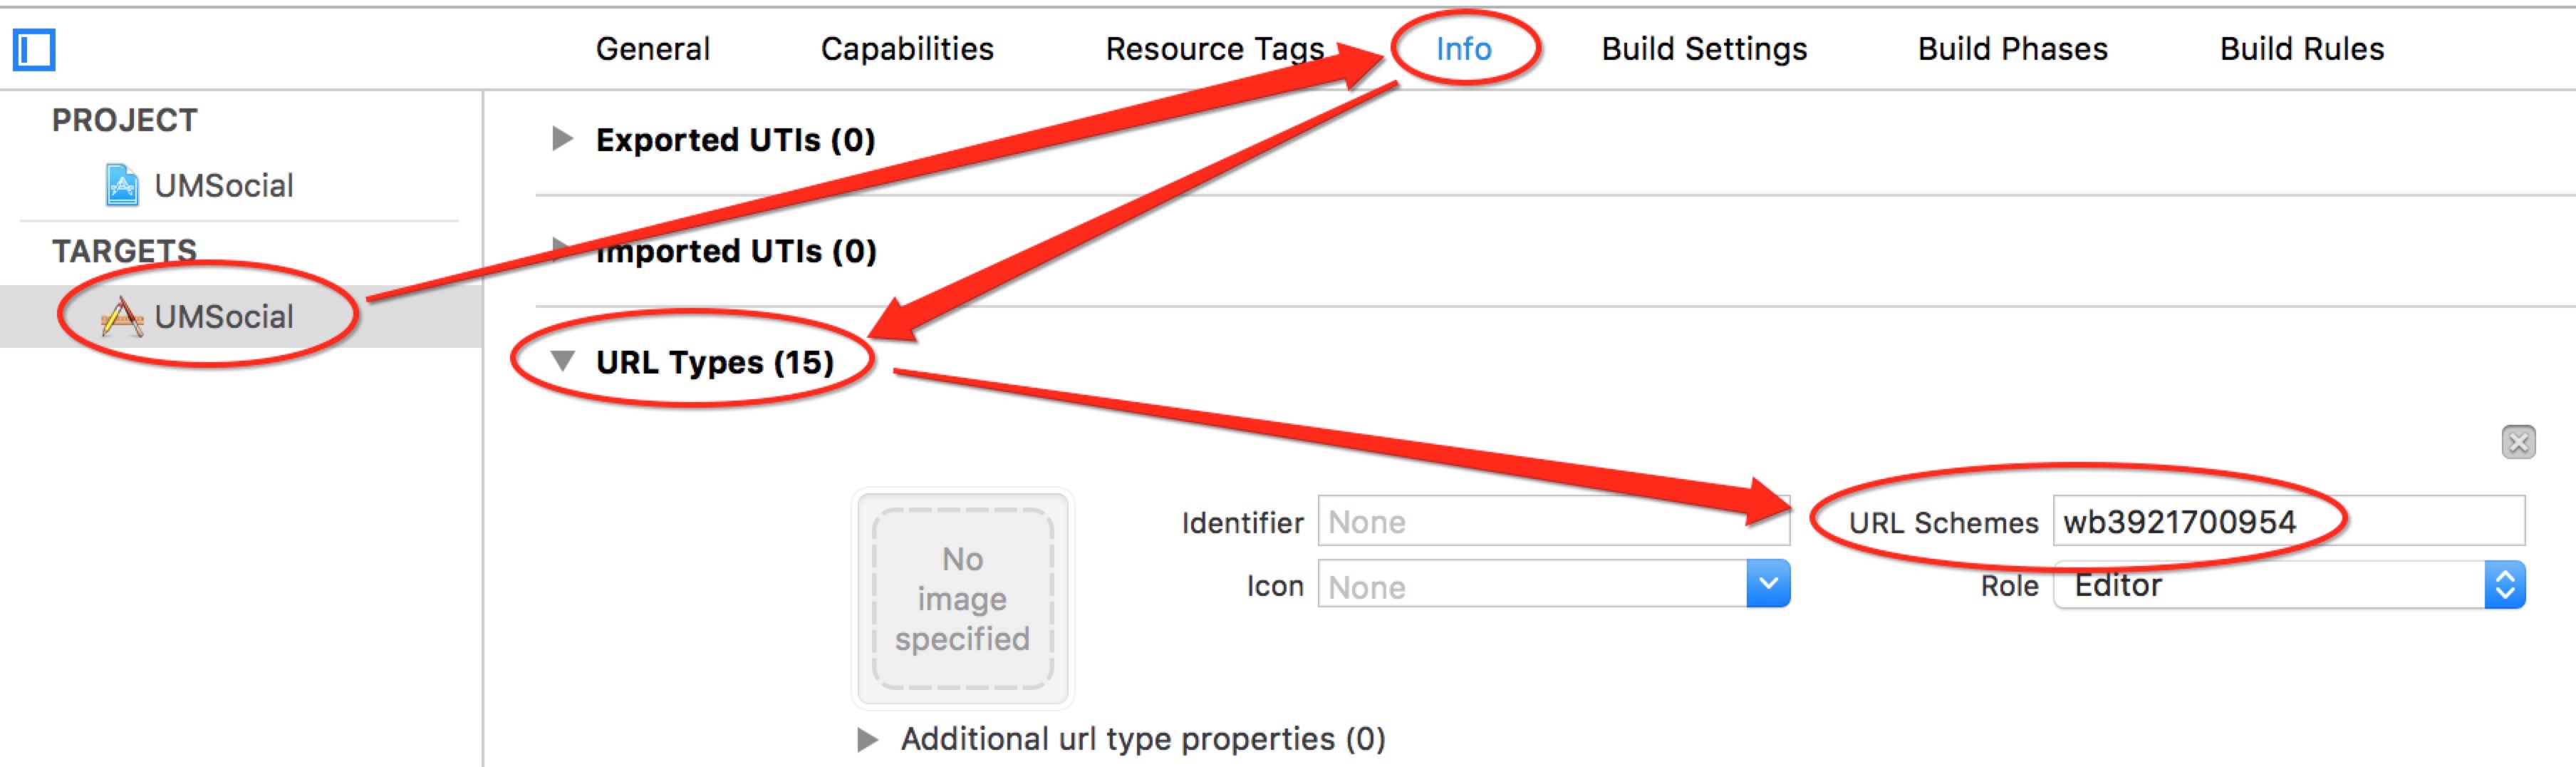 General Capabilities Resource Tags Info Build Settings Build Phases Build Rules
PROJECT
UMSocial
TARGETS
UMSocial
Exported UTIs (0)
Imported UTIs (0)
URL Types (15)
No
image
specified
Identifier None
URL Schemes wb3921700954
Icon None
Role Editor
Additional url type properties (0)